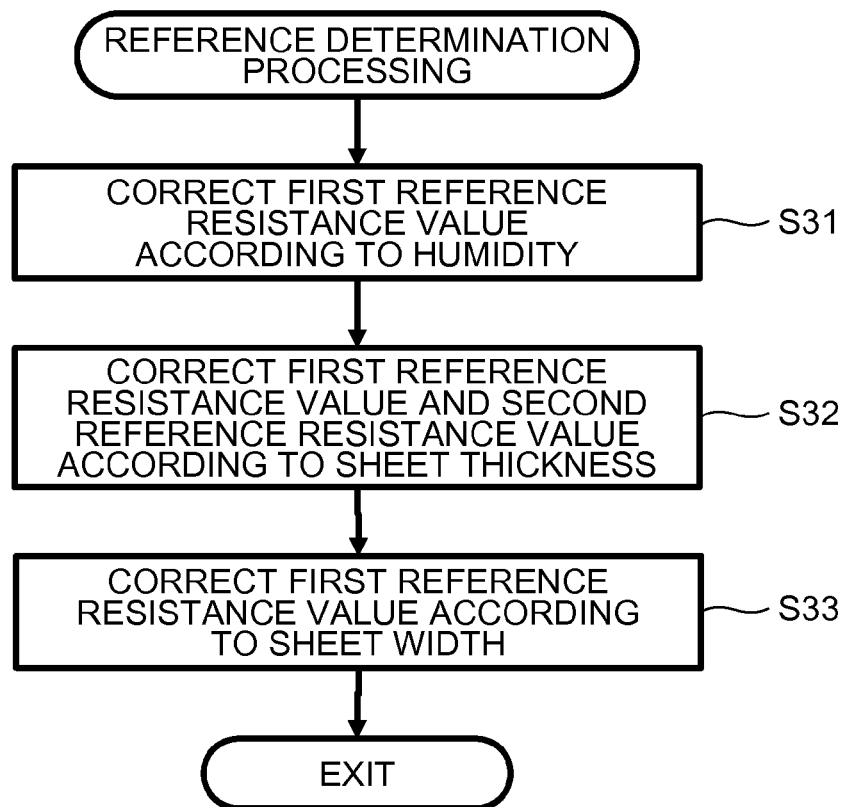 REFERENCE DETERMINATION
PROCESSING
CORRECT FIRST REFERENCE
RESISTANCE VALUE
ACCORDING TO HUMIDITY
S31
CORRECT FIRST REFERENCE
RESISTANCE VALUE AND SECOND
REFERENCE RESISTANCE VALUE
ACCORDING TO SHEET THICKNESS
S32
CORRECT FIRST REFERENCE
RESISTANCE VALUE ACCORDING
TO SHEET WIDTH
S33
EXIT